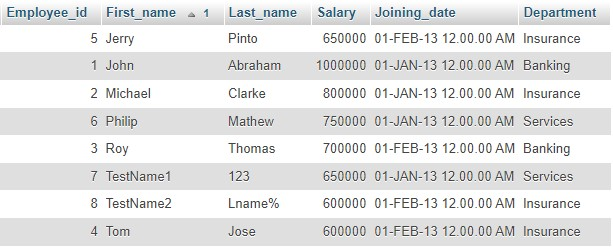 Employee_id First_name 1 Last_name Salary Joining_date Department
5 Jerry Pinto 650000 01-FEB-13 12.00.00 AM Insurance
1 John Abraham 1000000 01-JAN-13 12.00.00 AM Banking
2 Michael Clarke 800000 01-JAN-13 12.00.00 AM Insurance
6 Philip Mathew 750000 01-JAN-13 12.00.00 AM Services
3 Roy Thomas 700000 01-FEB-13 12.00.00 AM Banking
7 TestName1 123 650000 01-JAN-13 12.00.00 AM Services
8 TestName2 Lname% 600000 01-FEB-13 12.00.00 AM Insurance
4 Tom Jose 600000 01-FEB-13 12.00.00 AM Insurance